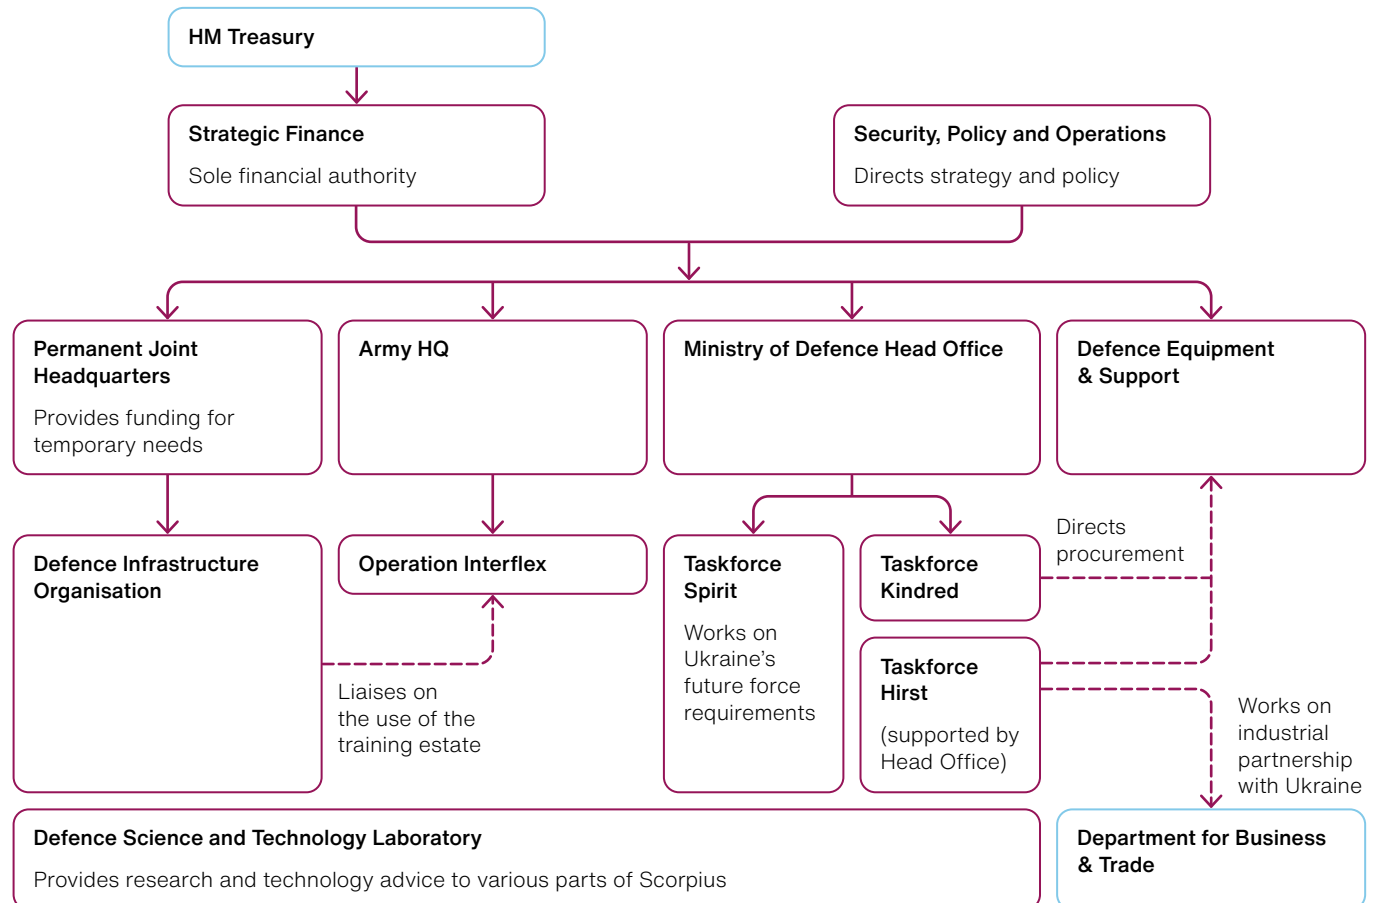 HM Treasury
Strategic Finance
Sole financial authority
Security, Policy and Operations
Directs strategy and policy
Permanent Joint
Headquarters
Provides funding for
temporary needs
Army HQ
Ministry of Defence Head Office
Defence Equipment
& Support
Defence Infrastructure
Organisation
Liaises on
the use of the
training estate
Operation Interflex
Taskforce
Spirit
Works on
Ukraine’s
future force
requirements
Taskforce
Kindred
Directs
procurement
Taskforce
Hirst
(supported by
Head Office)
Works on
industrial
partnership
with Ukraine
Defence Science and Technology Laboratory
Provides research and technology advice to various parts of Scorpius
Department for Business
& Trade